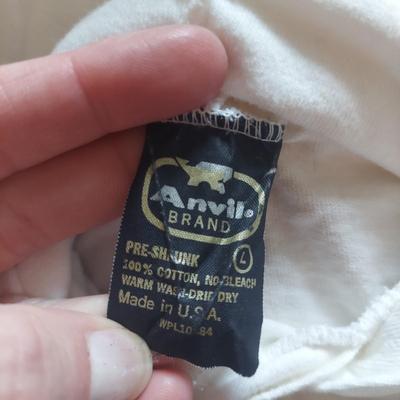 Anvil®
BRAND
PRE-SHRUNK L
100% COTTON, NO-BLEACH
WARM WASH-DRIP DRY
Made in U.S.A.
WPL10 84